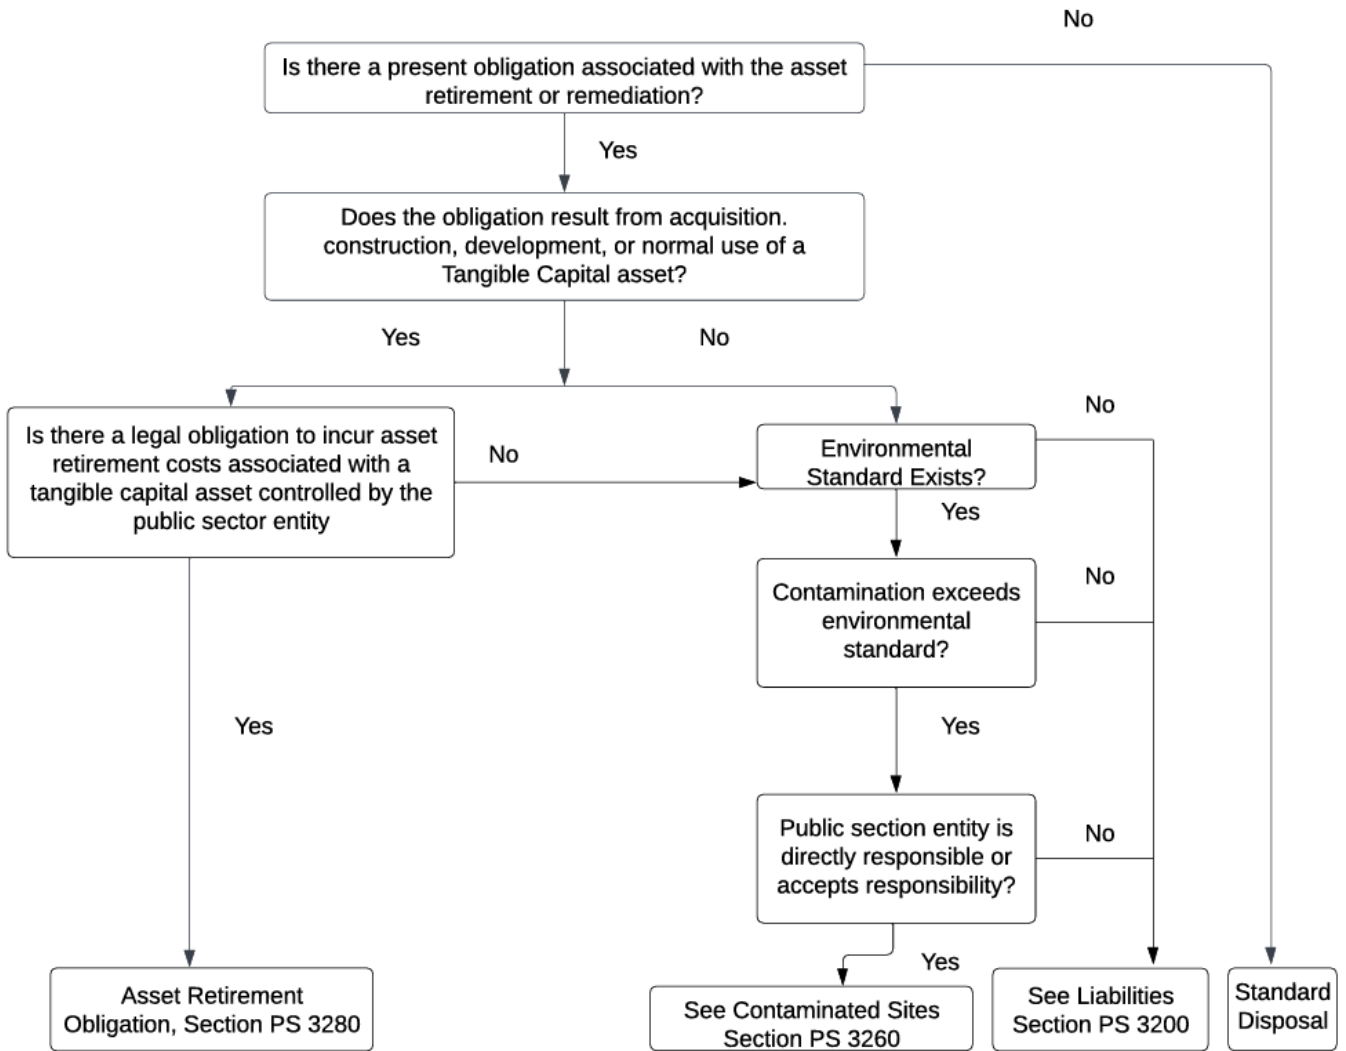 No
Is there a present obligation associated with the asset
retirement or remediation?
Yes
Does the obligation result from acquisition.
construction, development, or normal use of a
Tangible Capital asset?
Yes
No
Is there a legal obligation to incur asset
retirement costs associated with a
tangible capital asset controlled by the
public sector entity
No
Environmental
Standard Exists?
No
Yes
Contamination exceeds
environmental
standard?
No
Yes
Yes
Public section entity is
directly responsible or
accepts responsibility?
No
Yes
Asset Retirement
Obligation, Section PS 3280
See Contaminated Sites
Section PS 3260
See Liabilities
Section PS 3200
Standard
Disposal